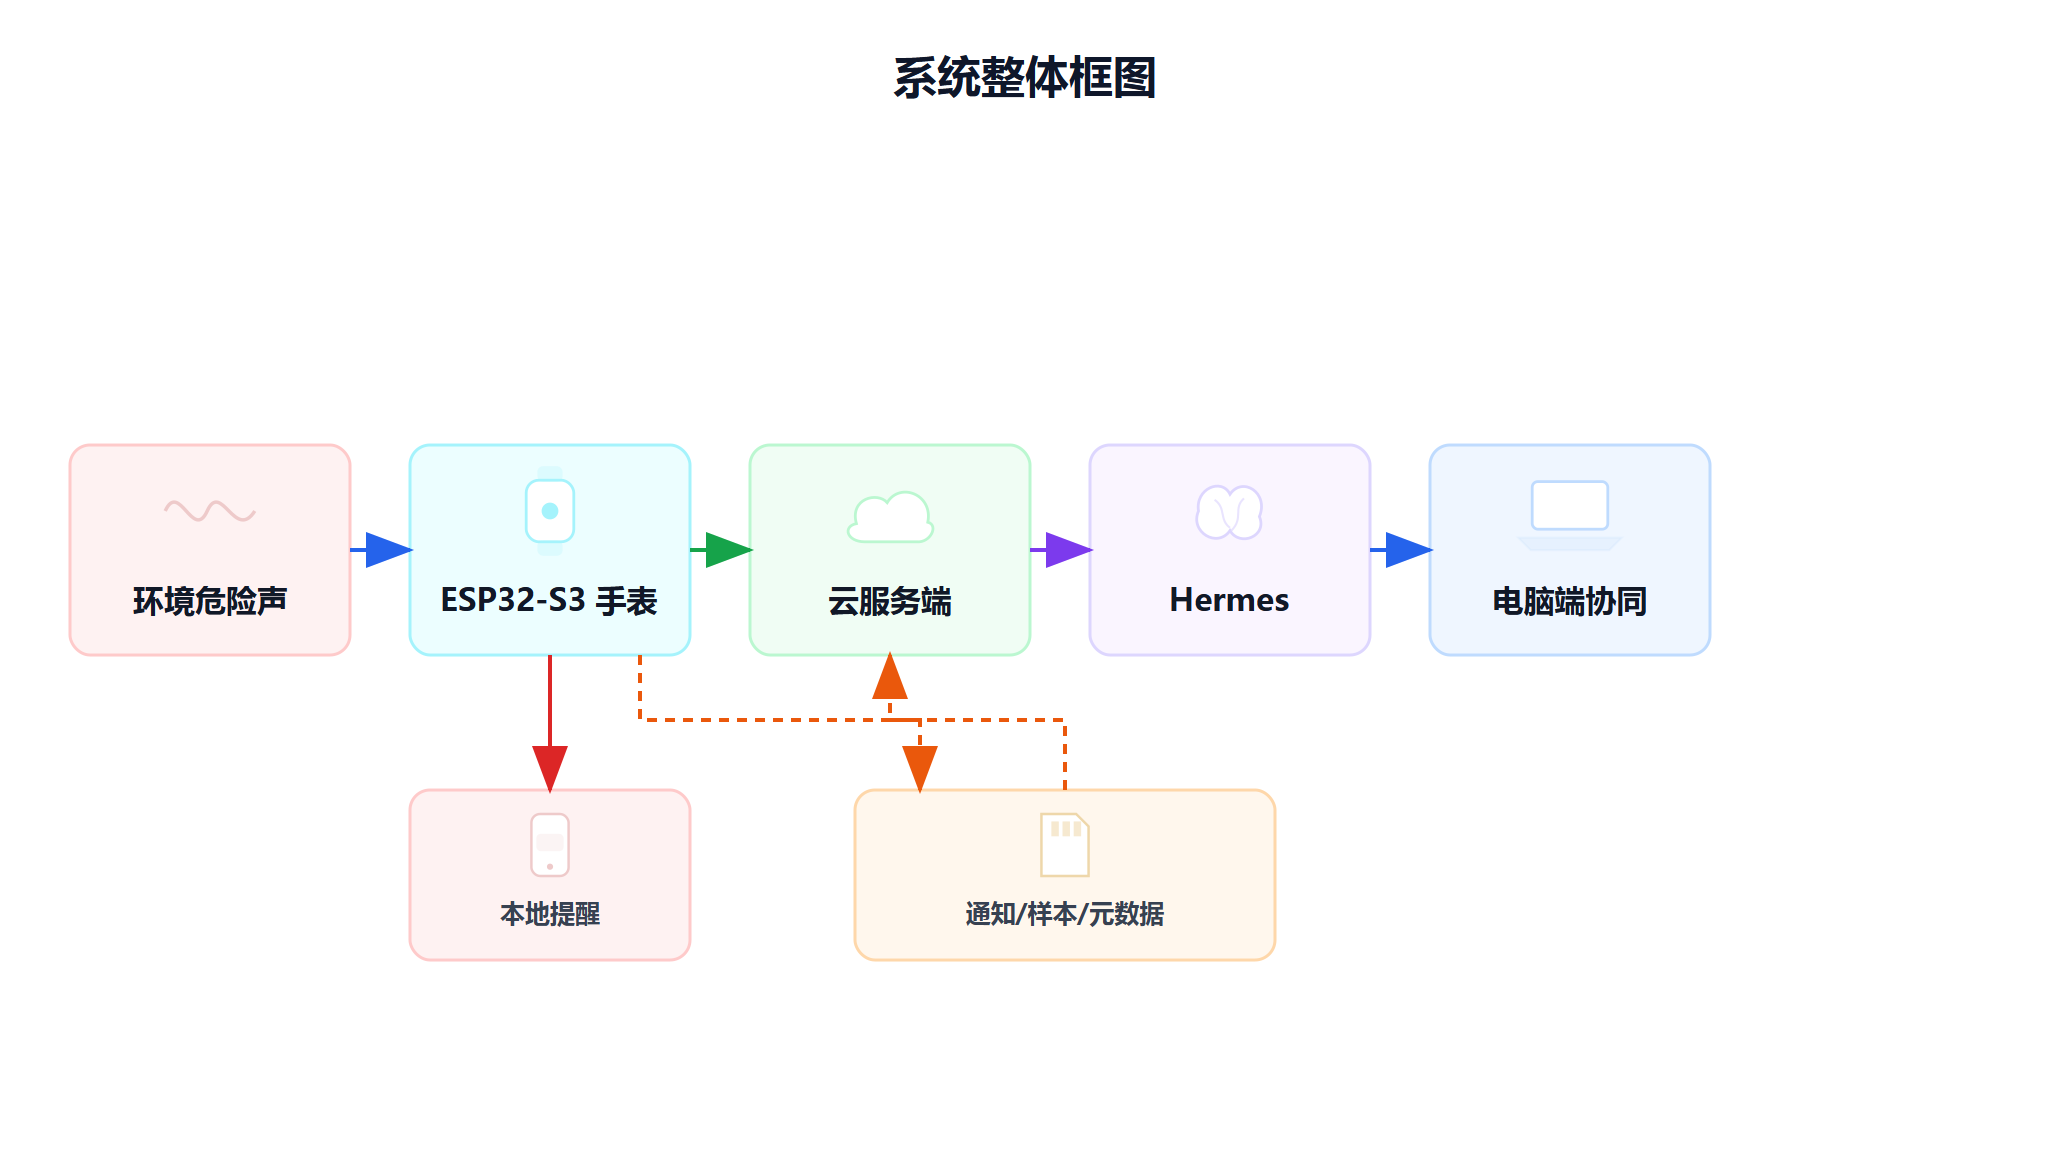 系统整体框图
环境危险声
ESP32-S3 手表
云服务端
Hermes
电脑端协同
本地提醒
通知/样本/元数据